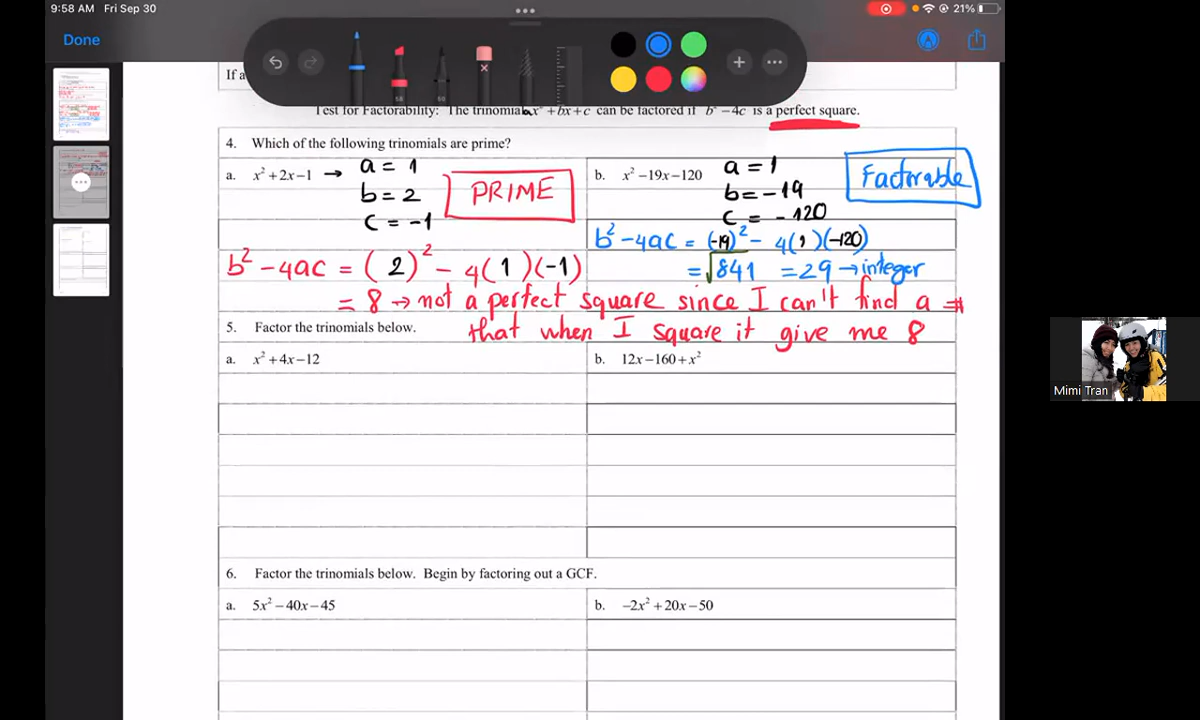 9:58 AM Fri Sep 30
21%
Done
If a
Test for Factorability: The trinomial ax² + bx + c can be factored if b² − 4c is a perfect square.
4. Which of the following trinomials are prime?
a. x² + 2x − 1 → a = 1
b = 2
c = -1
PRIME
b² - 4ac = (2)² - 4(1)(-1)
= 8 → not a perfect square since I can't find a #
that when I square it give me 8
b. x² − 19x − 120
a = 1
b = -19
c = -120
Factorable
b² - 4ac = (-19)² - 4(1)(-120)
= √841 = 29 → integer
5. Factor the trinomials below.
a. x² + 4x − 12
b. 12x − 160 + x²
6. Factor the trinomials below. Begin by factoring out a GCF.
a. 5x² − 40x − 45
b. −2x² + 20x − 50
Mimi Tran